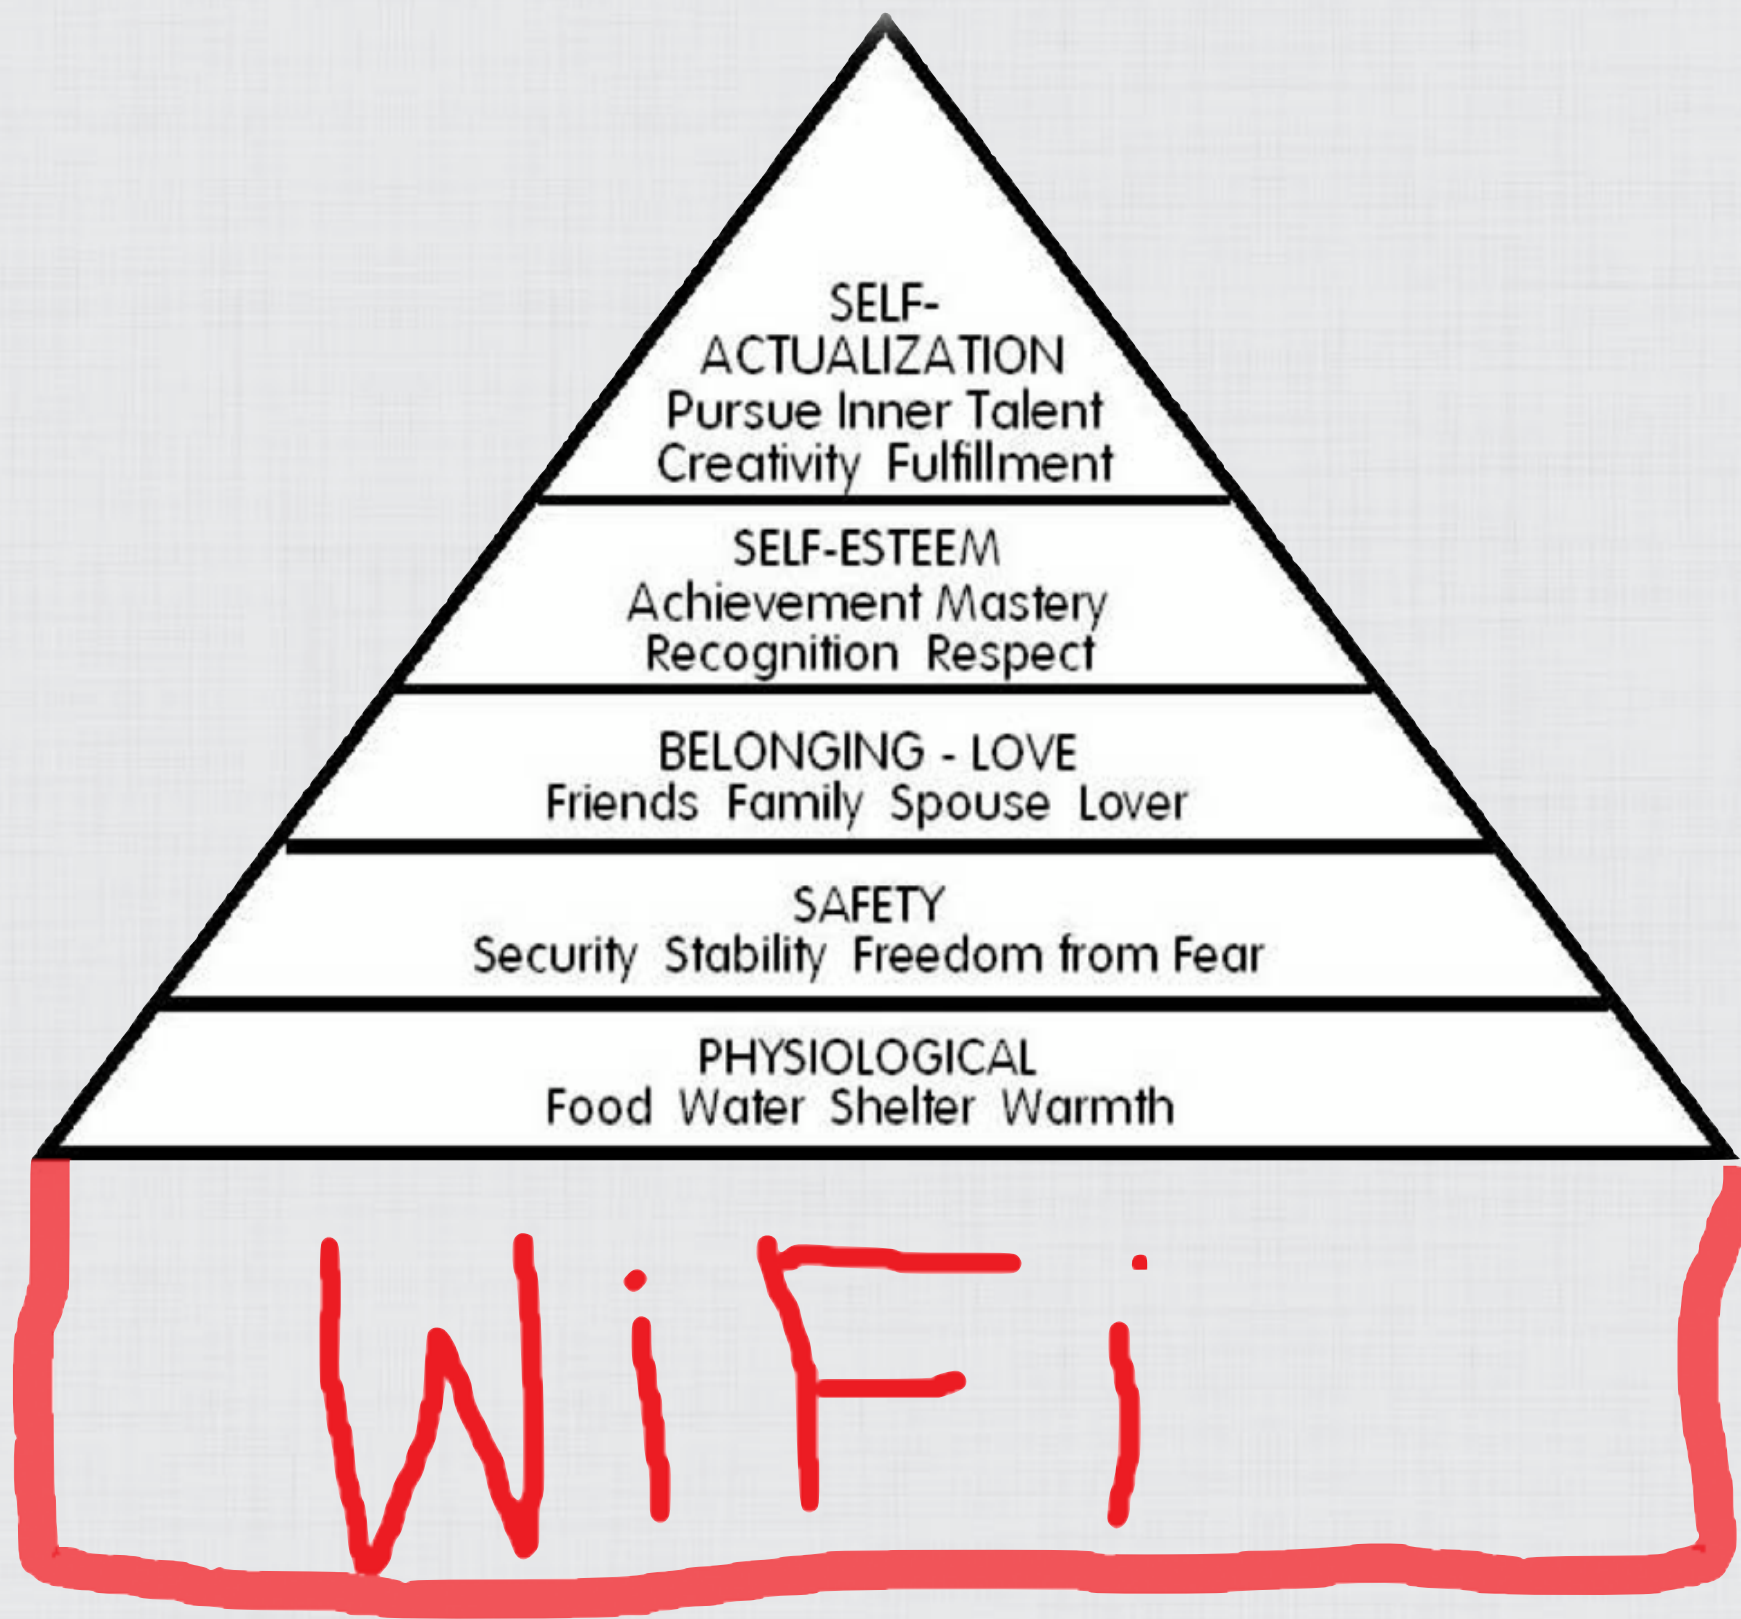 SELF-
ACTUALIZATION
Pursue Inner Talent
Creativity Fulfillment
SELF-ESTEEM
Achievement Mastery
Recognition Respect
BELONGING - LOVE
Friends Family Spouse Lover
SAFETY
Security Stability Freedom from Fear
PHYSIOLOGICAL
Food Water Shelter Warmth
WiFi